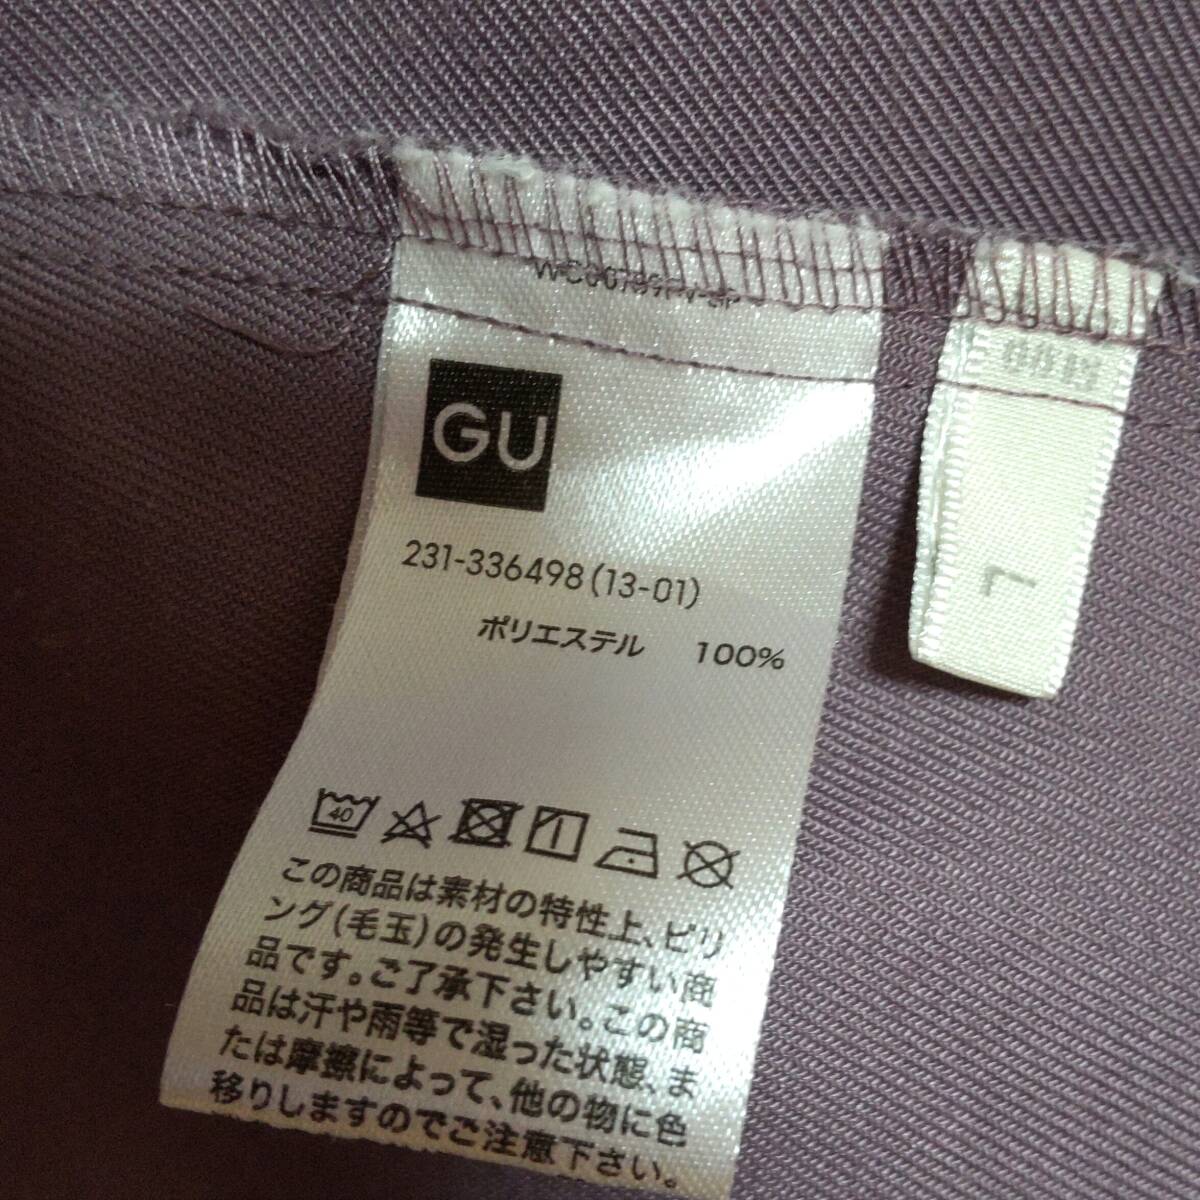 GU
231-336498(13-01)
ポリエステル 100%
40
この商品は素材の特性上、ピリ
ング(毛玉)の発生しやすい商
品です。ご了承下さい。この商
品は汗や雨等で湿った状態、ま
たは摩擦によって、他の物に色
移りしますのでご注意下さい。
L